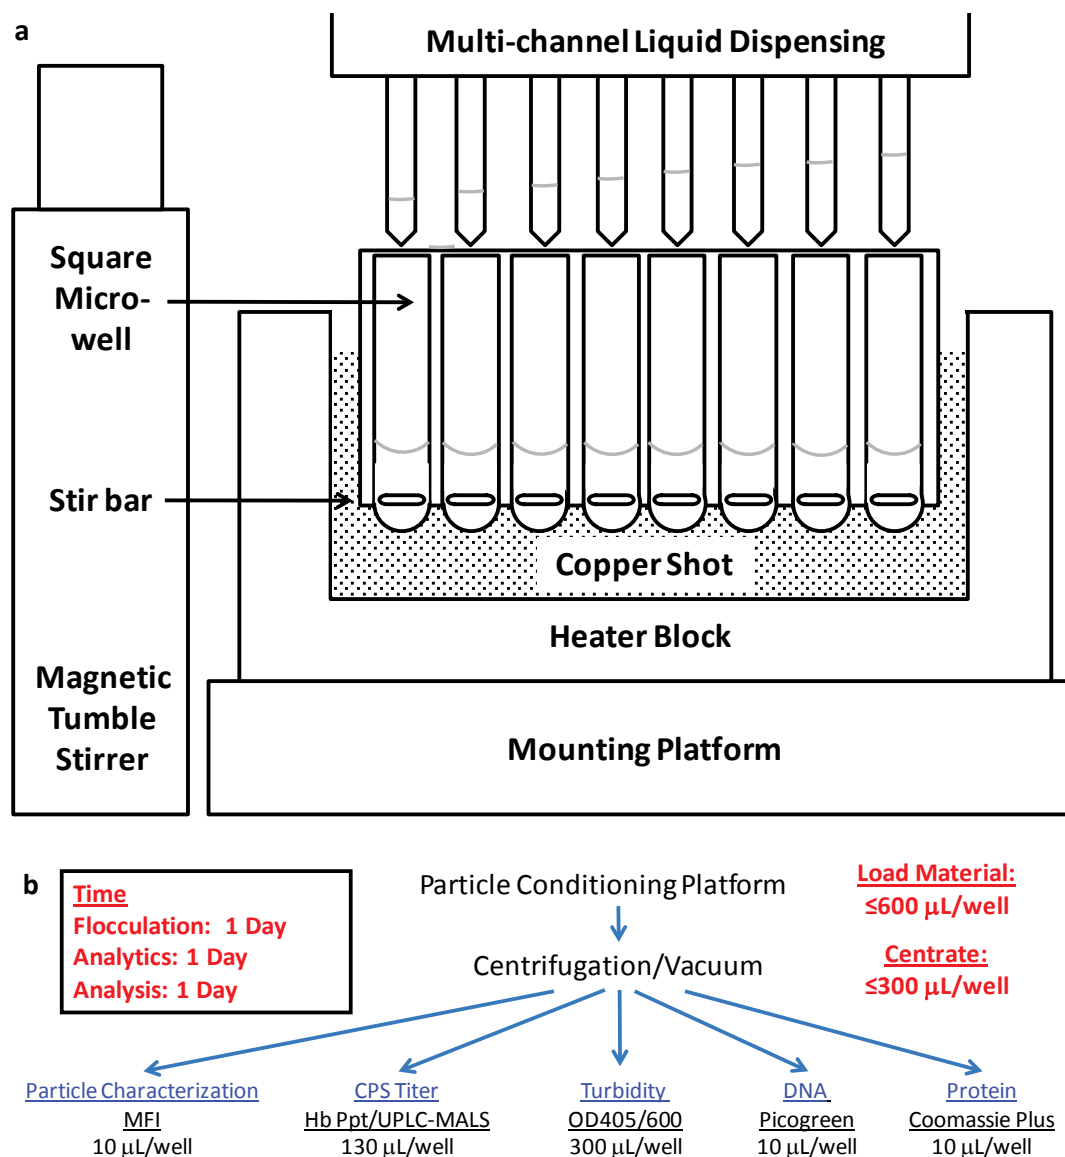 a
Multi-channel Liquid Dispensing
Square
Micro-
well
Stir bar
Copper Shot
Heater Block
Magnetic
Tumble
Stirrer
Mounting Platform
b
Time
Flocculation: 1 Day
Analytics: 1 Day
Analysis: 1 Day
Particle Conditioning Platform
Centrifugation/Vacuum
Load Material:
≤600 μL/well
Centrate:
≤300 μL/well
Particle Characterization
MFI
10 μL/well
CPS Titer
Hb Ppt/UPLC-MALS
130 μL/well
Turbidity
OD405/600
300 μL/well
DNA
Picogreen
10 μL/well
Protein
Coomassie Plus
10 μL/well